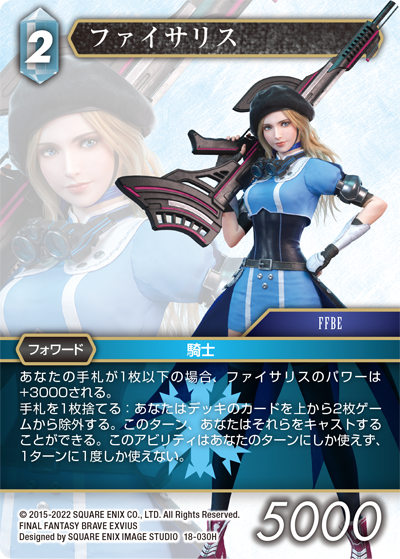 2
ファイサリス
FFBE
フォワード
騎士
あなたの手札が1枚以下の場合、ファイサリスのパワーは
+3000される。
手札を1枚捨てる：あなたはデッキのカードを上から2枚ゲー
ムから除外する。このターン、あなたはそれらをキャストする
ことができる。このアビリティはあなたのターンにしか使えず、
1ターンに1度しか使えない。
© 2015-2022 SQUARE ENIX CO., LTD. All Rights Reserved.
FINAL FANTASY BRAVE EXVIUS
Designed by SQUARE ENIX IMAGE STUDIO 18-030H
5000